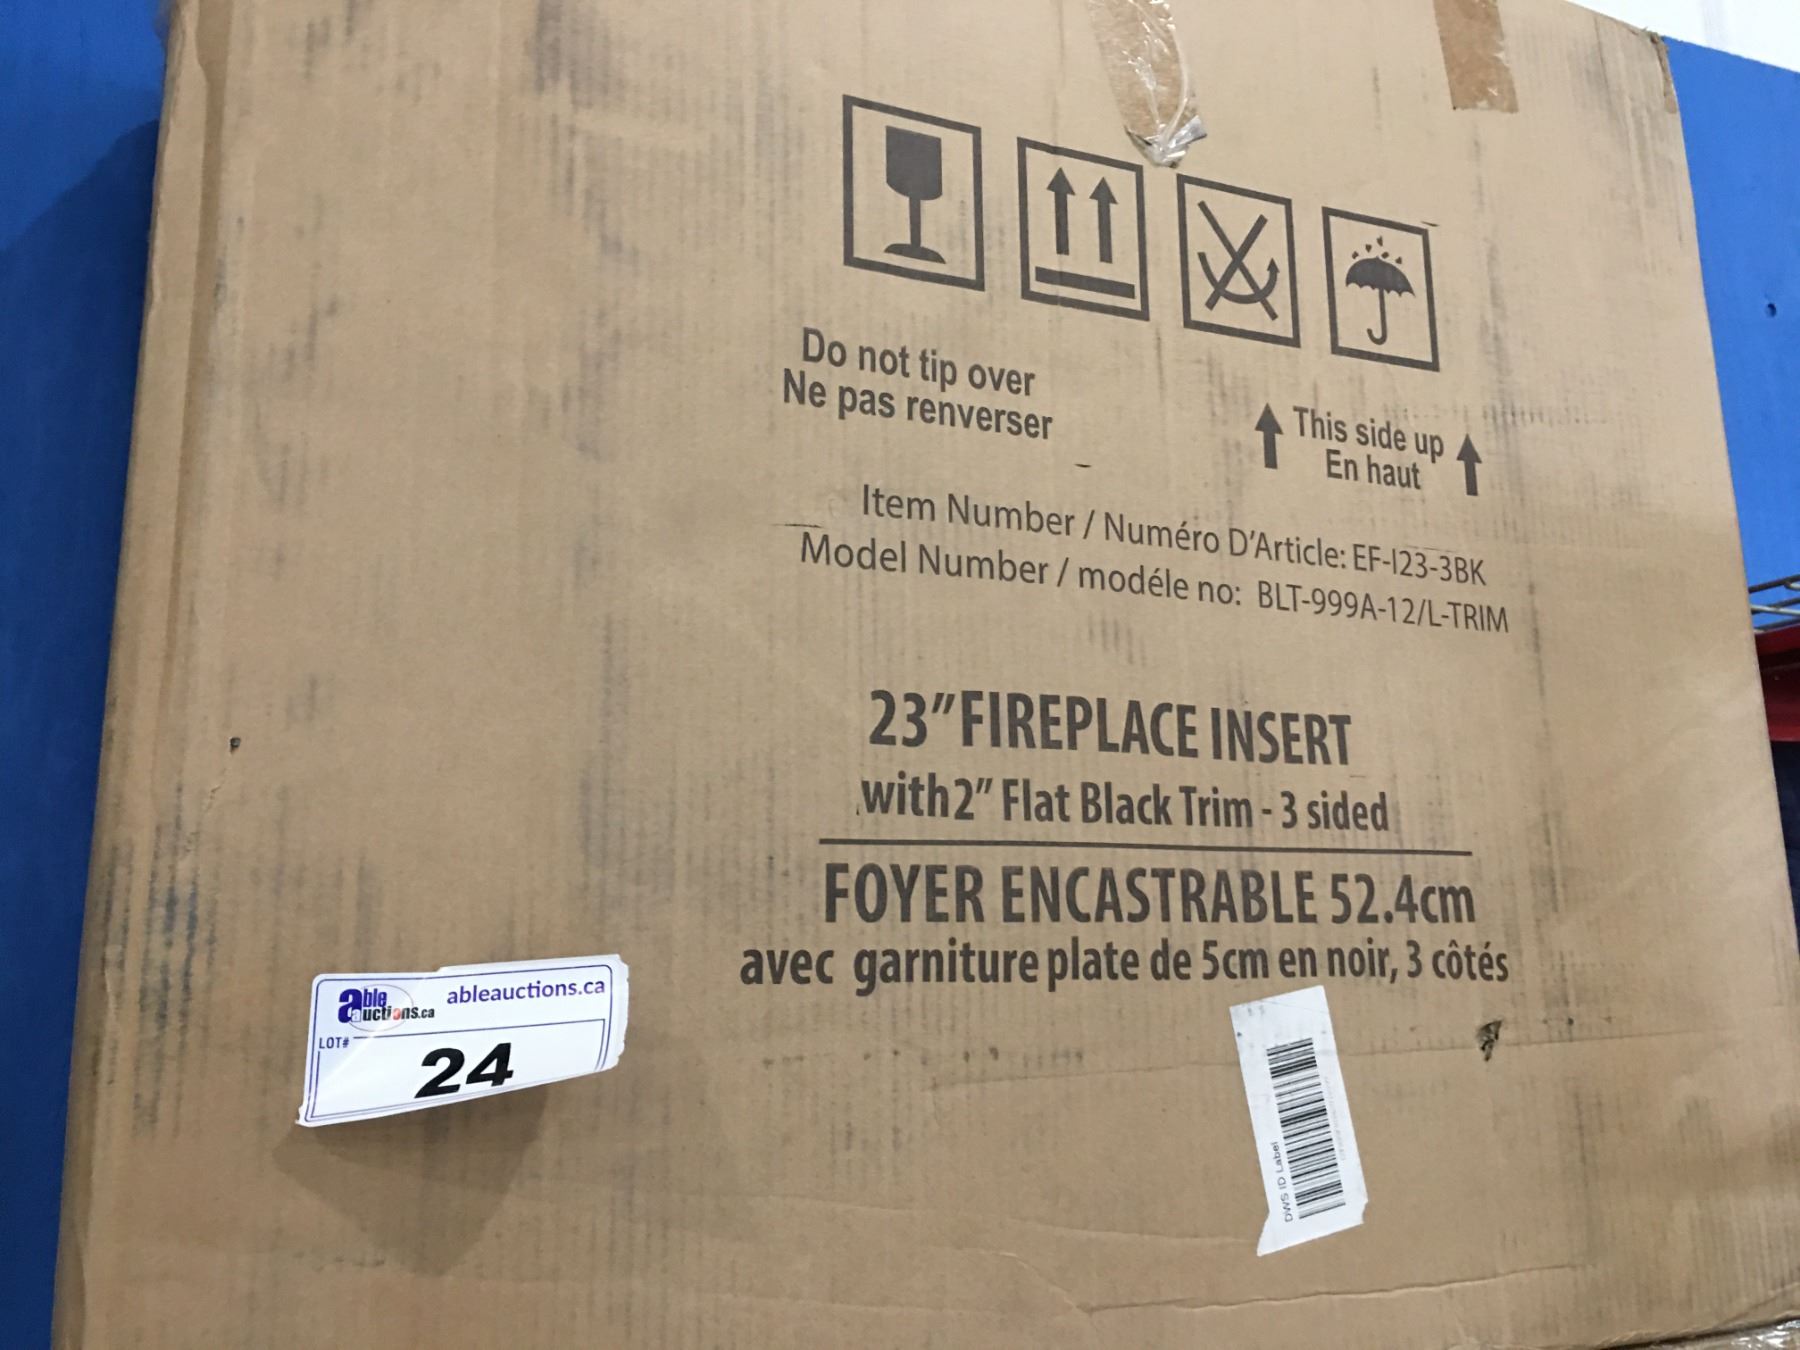 Do not tip over
Ne pas renverser
This side up
En haut
Item Number / Numéro D'Article: EF-I23-3BK
Model Number / modéle no: BLT-999A-12/L-TRIM
23" FIREPLACE INSERT
with 2" Flat Black Trim - 3 sided
FOYER ENCASTRABLE 52.4cm
avec garniture plate de 5cm en noir, 3 côtés
able auctions.ca
ableauctions.ca
LOT#
24
DWS ID Label